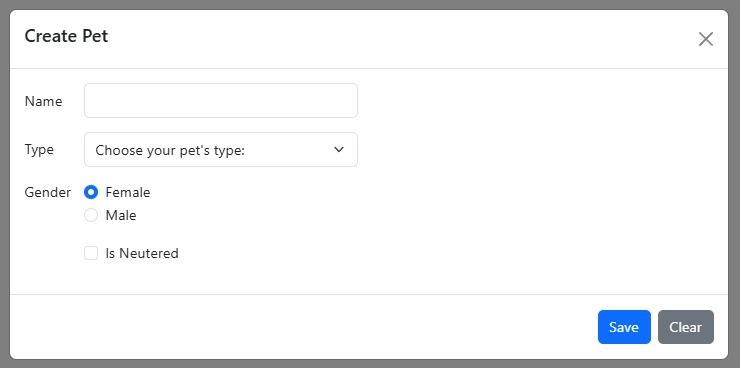 Create Pet
Name
Type Choose your pet's type:
Gender Female
Male
Is Neutered
Save Clear